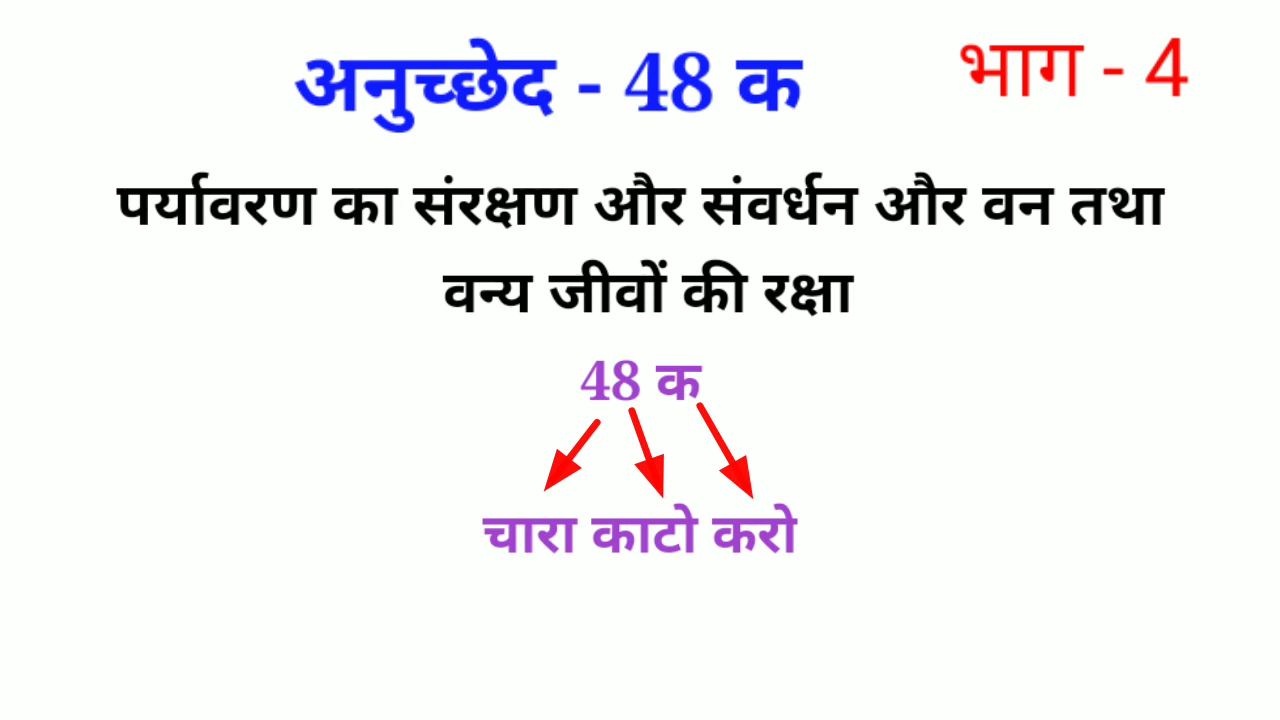 अनुच्छेद - 48 क
भाग - 4
पर्यावरण का संरक्षण और संवर्धन और वन तथा
वन्य जीवों की रक्षा
48 क
चारा काटो करो